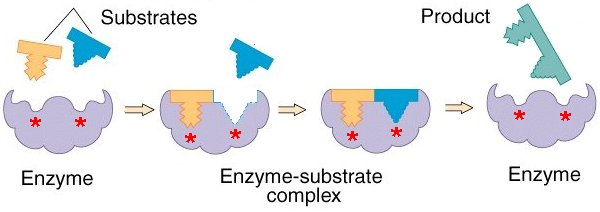 Substrates
Product
Enzyme
Enzyme-substrate
complex
Enzyme